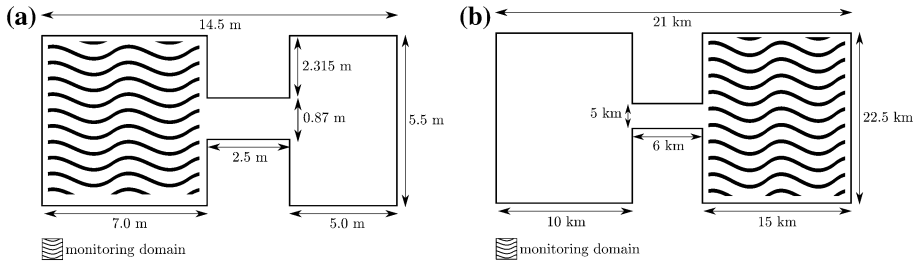 (a)
14.5 m
2.315 m
0.87 m
5.5 m
2.5 m
7.0 m
5.0 m
monitoring domain
(b)
21 km
5 km
22.5 km
6 km
10 km
15 km
monitoring domain